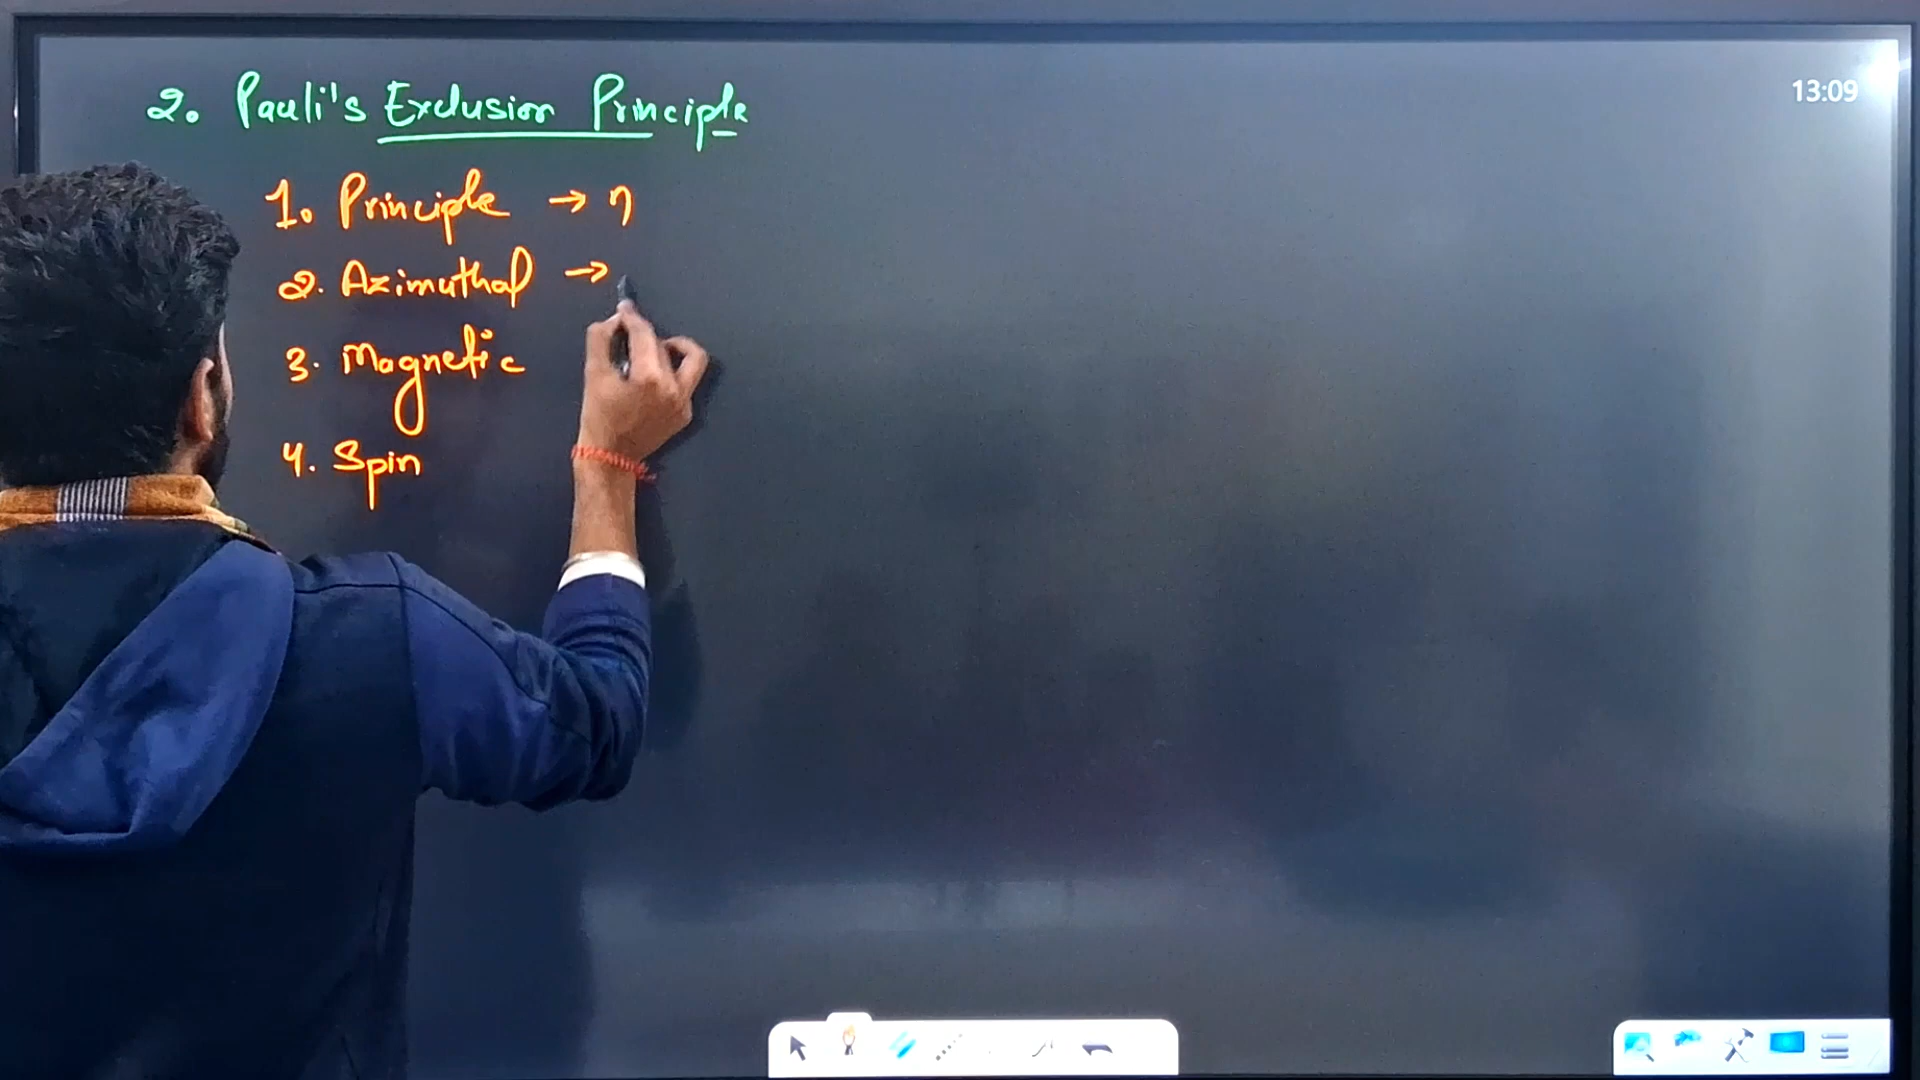 13:09
2. Pauli's Exclusion Principle
1. Principle → n
2. Azimuthal →
3. Magnetic
4. Spin